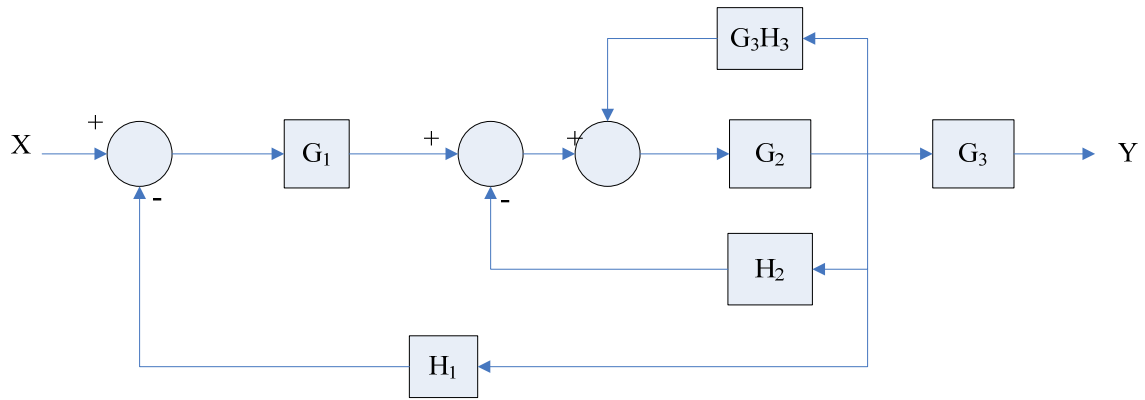 G₃H₃
+ + +
X G₁ G₂ G₃ Y
- -
H₂
H₁